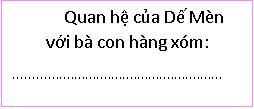 Quan hệ của Dế Mèn
với bà con hàng xóm:
......................................................